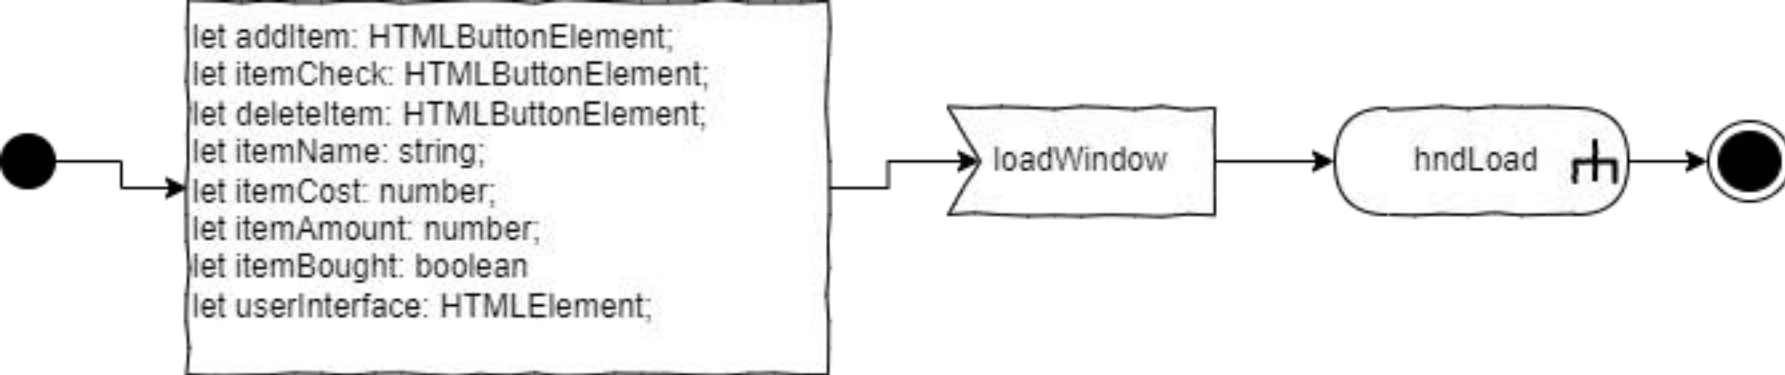 let addItem: HTMLButtonElement;
let itemCheck: HTMLButtonElement;
let deleteItem: HTMLButtonElement;
let itemName: string;
let itemCost: number;
let itemAmount: number;
let itemBought: boolean
let userInterface: HTMLElement;
loadWindow
hndLoad